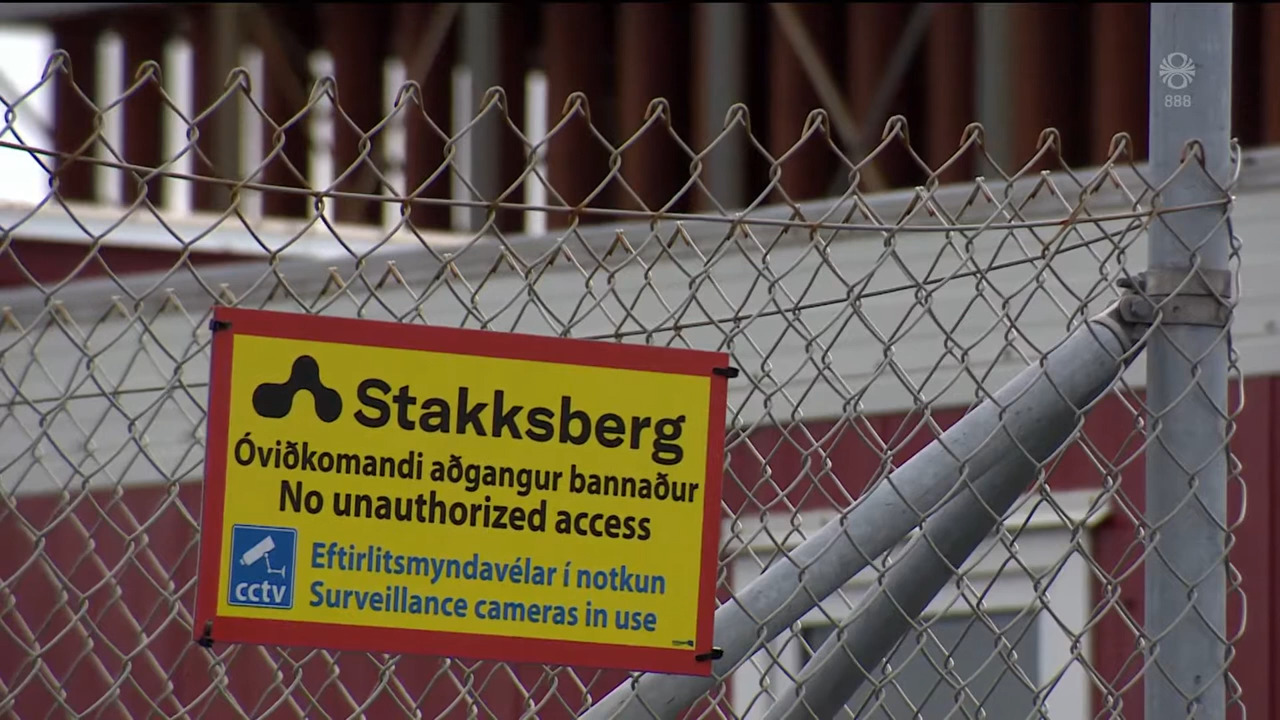 888
Stakksberg
Óviðkomandi aðgangur bannaður
No unauthorized access
Eftirlitsmyndavélar í notkun
cctv
Surveillance cameras in use